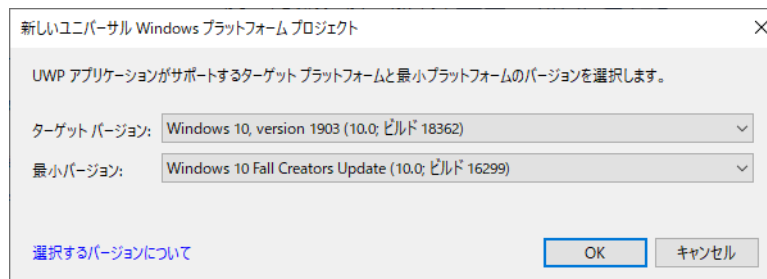 新しいユニバーサル Windows プラットフォーム プロジェクト
UWP アプリケーションがサポートするターゲット プラットフォームと最小プラットフォームのバージョンを選択します。
ターゲット バージョン: Windows 10, version 1903 (10.0; ビルド 18362)
最小バージョン: Windows 10 Fall Creators Update (10.0; ビルド 16299)
選択するバージョンについて OK キャンセル